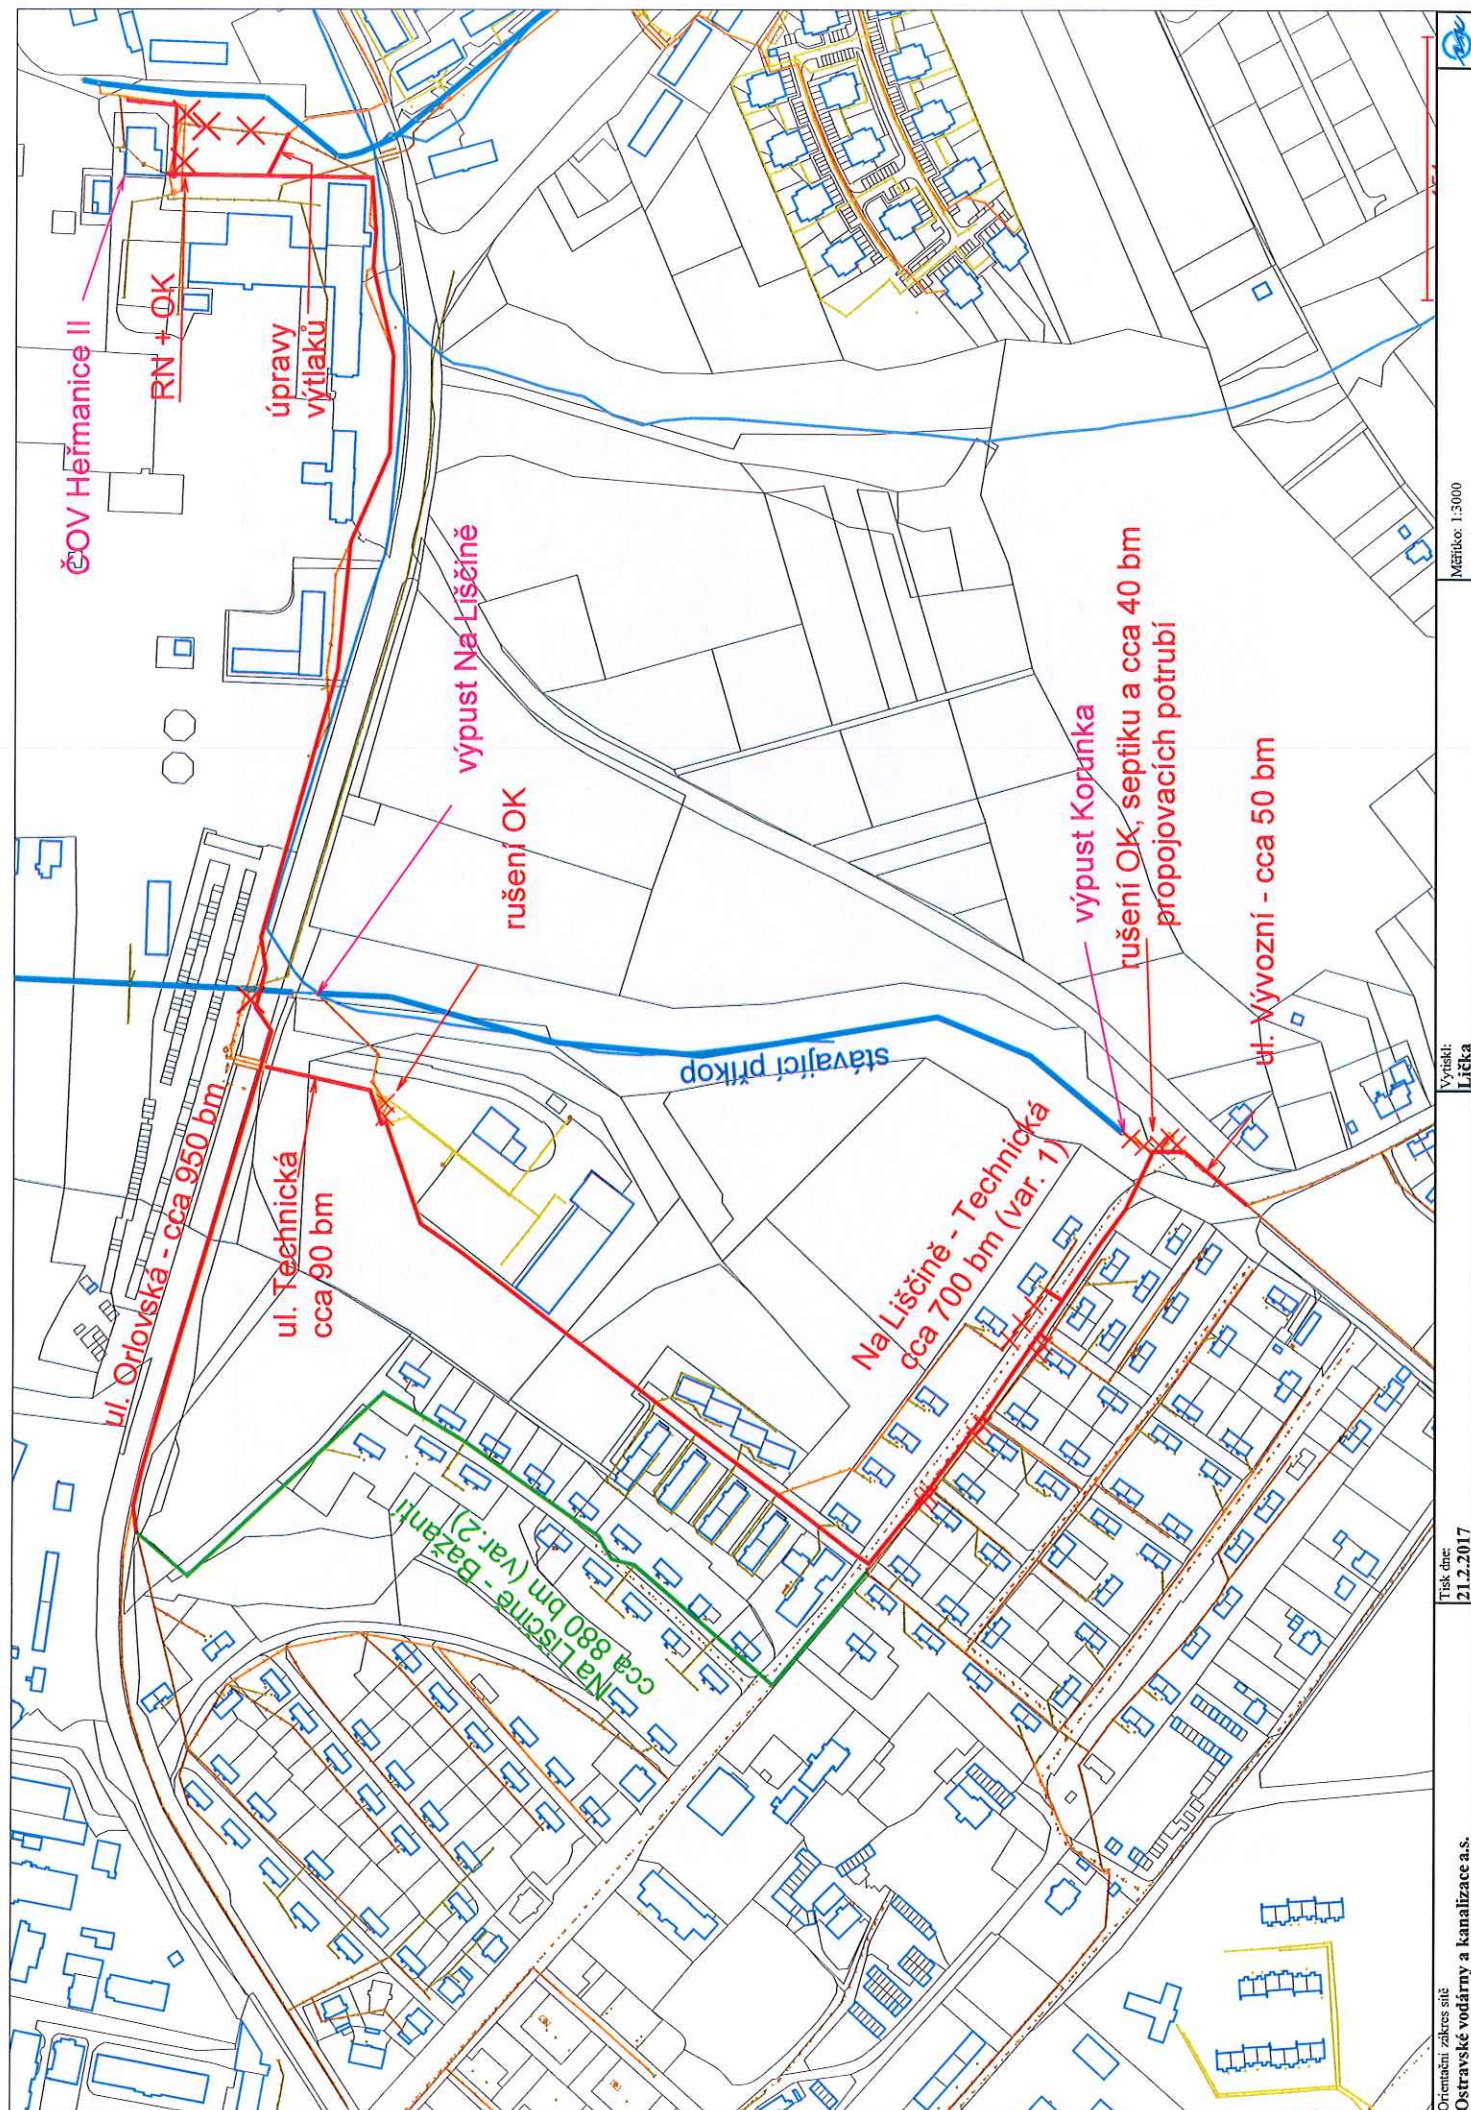 ČOV Heřmanice II
RN + OK
úpravy
výtlaků
výpust Na Liščině
rušení OK
výpust Korunka
rušení OK, septiku a cca 40 bm
propojovacích potrubí
ul. Vývozní - cca 50 bm
stávající příkop
ul. Orlovská - cca 950 bm
ul. Technická
cca 90 bm
Na Liščině - Technická
cca 700 bm (var. 1)
Na Liščině - Bažantí
cca 880 bm (var.2)
Orientační zákres sítě
Ostravské vodárny a kanalizace a.s.
Tisk dne:
21.2.2017
Vytiskl:
Lička
Měřítko: 1:3000